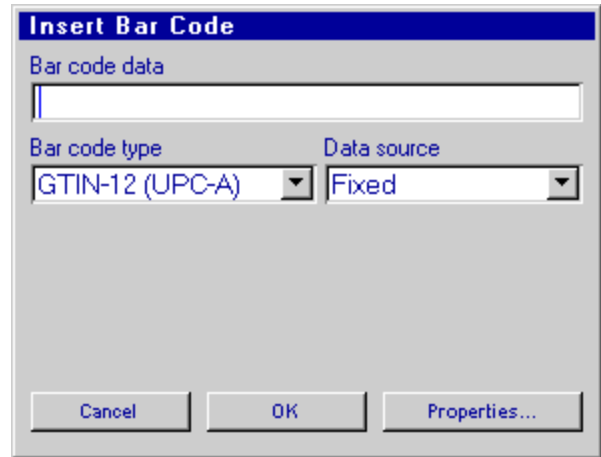 Insert Bar Code
Bar code data
Bar code type Data source
GTIN-12 (UPC-A) Fixed
Cancel OK Properties...